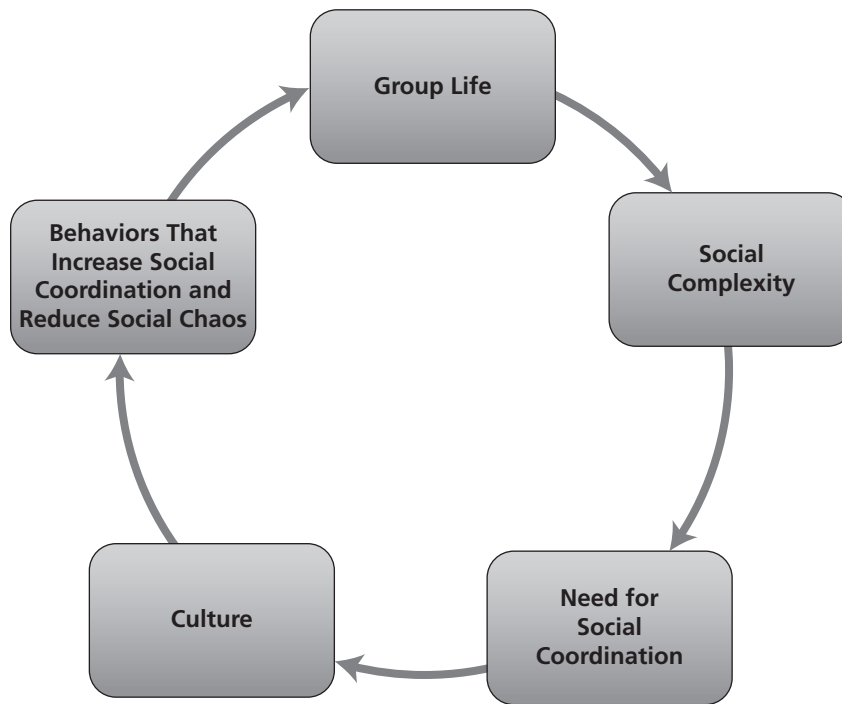 Group Life
Social
Complexity
Need for
Social
Coordination
Culture
Behaviors That
Increase Social
Coordination and
Reduce Social Chaos